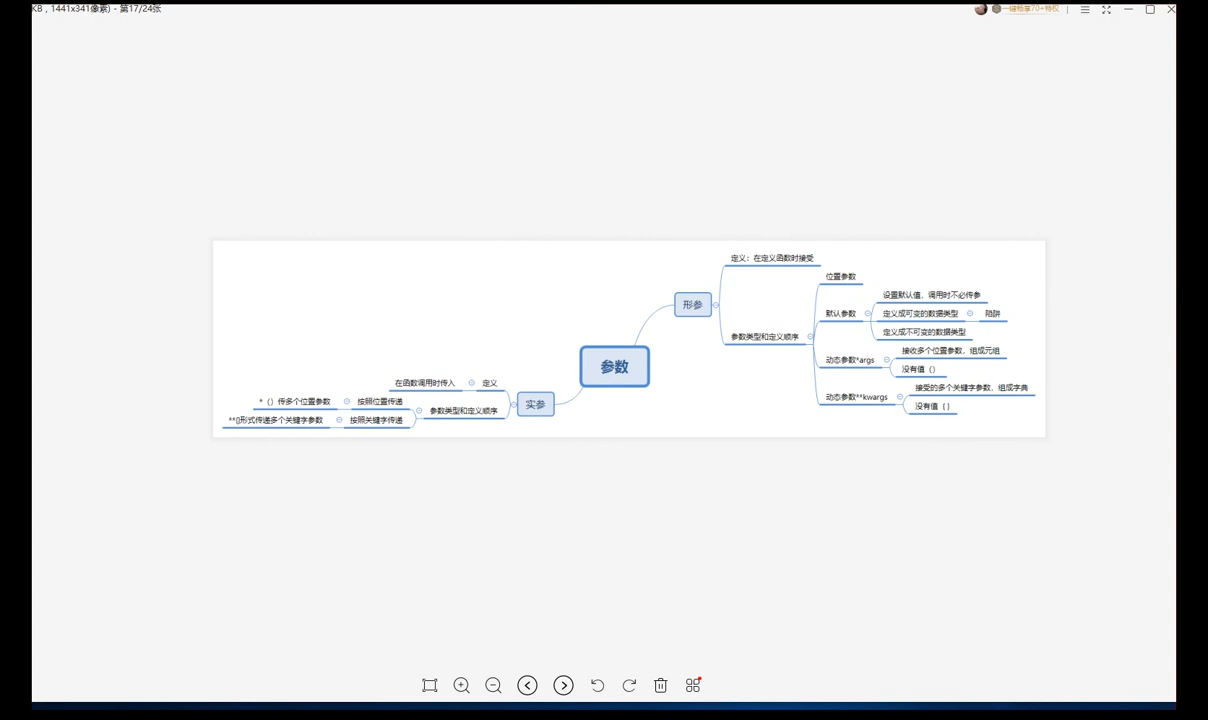 KB，1441x341像素) - 第17/24张
一键畅享70+特权
定义：在定义函数时接受
位置参数
设置默认值，调用时不必传参
形参
默认参数
定义成可变的数据类型
陷阱
定义成不可变的数据类型
参数类型和定义顺序
接收多个位置参数，组成元组
动态参数*args
没有值（）
参数
接受的多个关键字参数，组成字典
在函数调用时传入
定义
动态参数**kwargs
*（）传多个位置参数
按照位置传递
实参
没有值｛｝
参数类型和定义顺序
**{}形式传递多个关键字参数
按照关键字传递